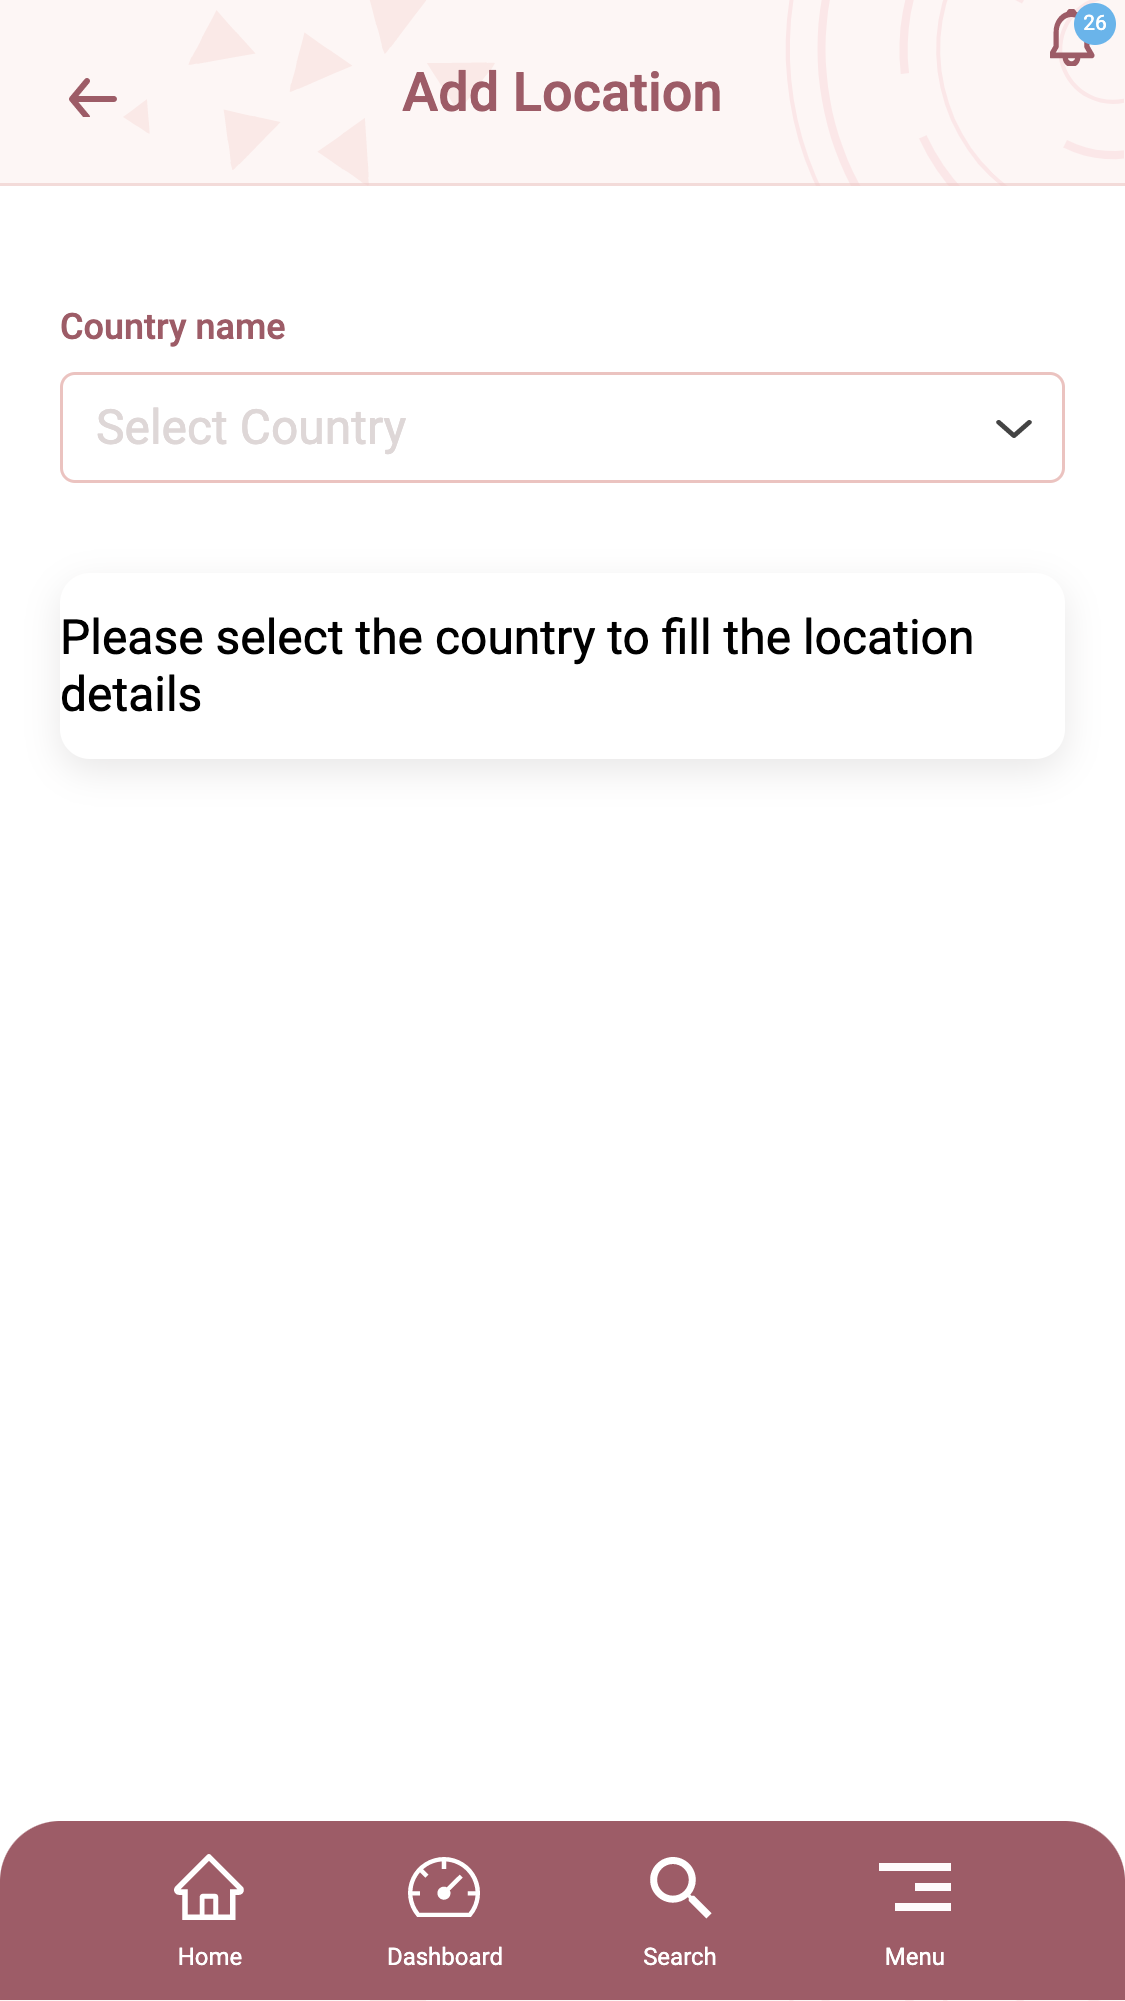 26
Add Location
Country name
Select Country
Please select the country to fill the location
details
Home
Dashboard
Search
Menu